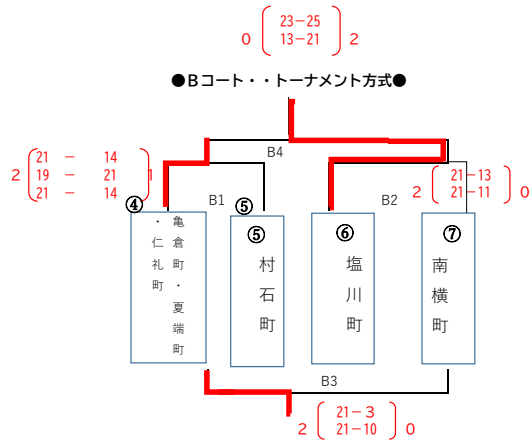 23－25
0 2
13－21
●Bコート・・トーナメント方式●
B4
21 － 14
2 19 － 21 1
21 － 14
21－13
2 21－11 0
B1
B2
④
⑤
⑤
⑥
⑦
亀倉町・夏端町
・仁礼町
村石町
塩川町
南横町
B3
21－3
2 21－10 0